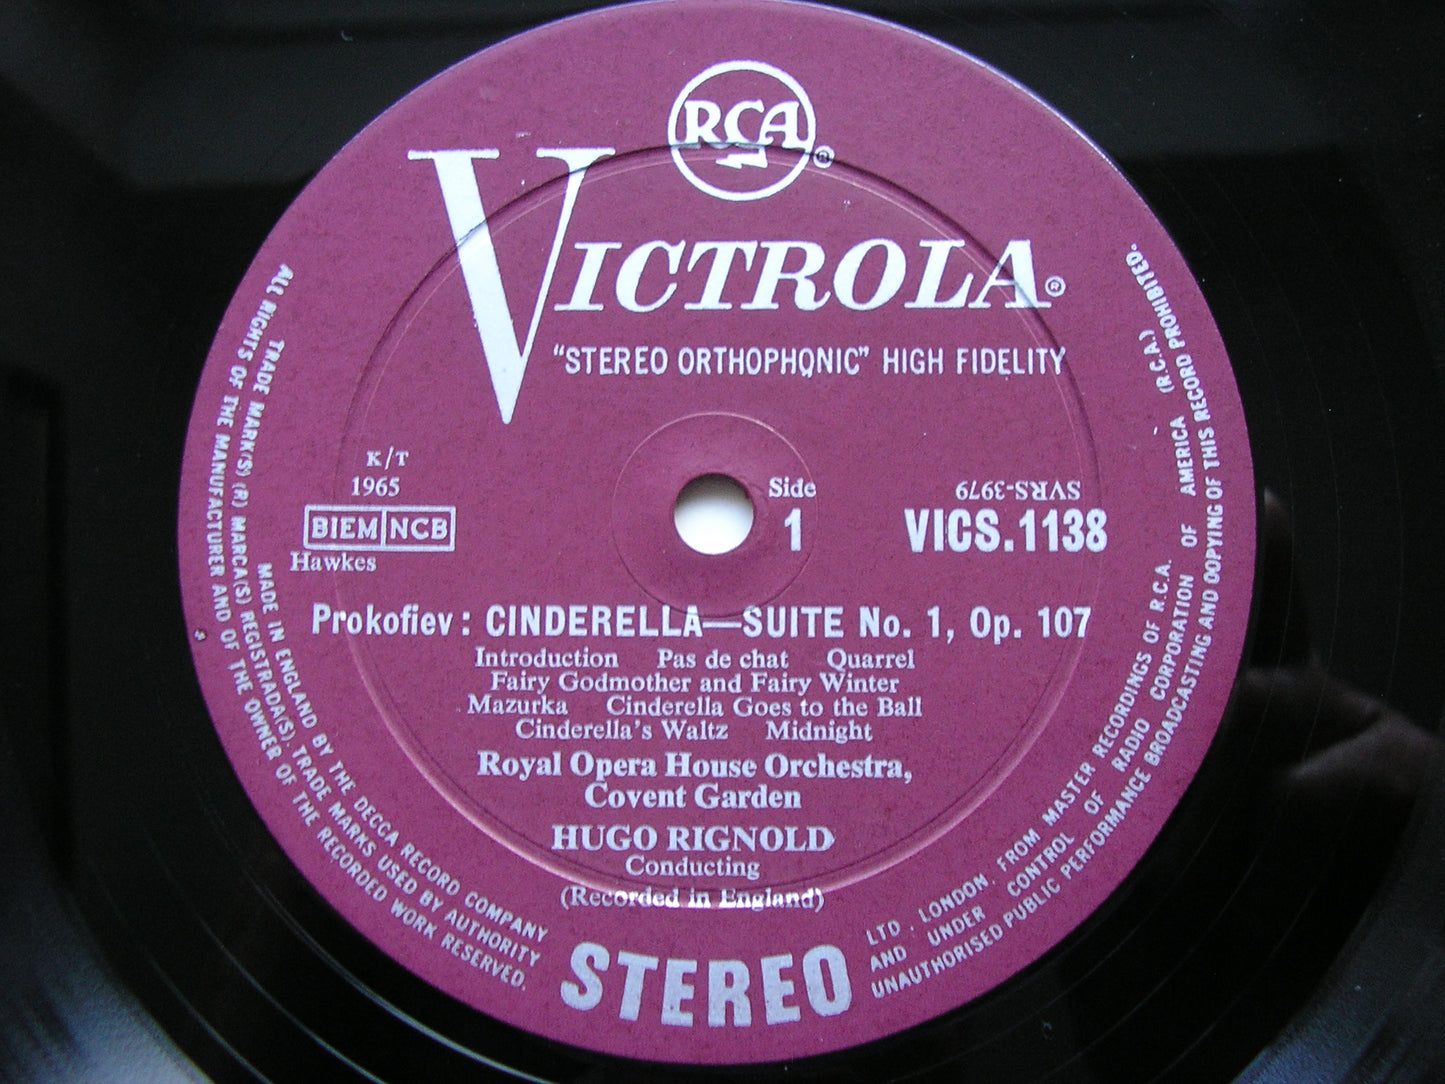 RCA ®
VICTROLA®
"STEREO ORTHOPHONIC" HIGH FIDELITY
K/T
1965
BIEM NCB
Hawkes
Side
1
SVRS-3979
VICS.1138
Prokofiev: CINDERELLA—SUITE No. 1, Op. 107
Introduction Pas de chat Quarrel
Fairy Godmother and Fairy Winter
Mazurka Cinderella Goes to the Ball
Cinderella's Waltz Midnight
Royal Opera House Orchestra,
Covent Garden
HUGO RIGNOLD
Conducting
(Recorded in England)
STEREO
MADE IN ENGLAND BY THE DECCA RECORD COMPANY LTD. LONDON, FROM MASTER RECORDINGS OF R.C.A.
TRADE MARK(S) (R) MARCA(S) REGISTRADA(S). TRADE MARKS USED BY AUTHORITY AND UNDER CONTROL OF RADIO CORPORATION OF AMERICA (R.C.A.)
ALL RIGHTS OF THE MANUFACTURER AND OF THE OWNER OF THE RECORDED WORK RESERVED. UNAUTHORISED PUBLIC PERFORMANCE BROADCASTING AND COPYING OF THIS RECORD PROHIBITED.